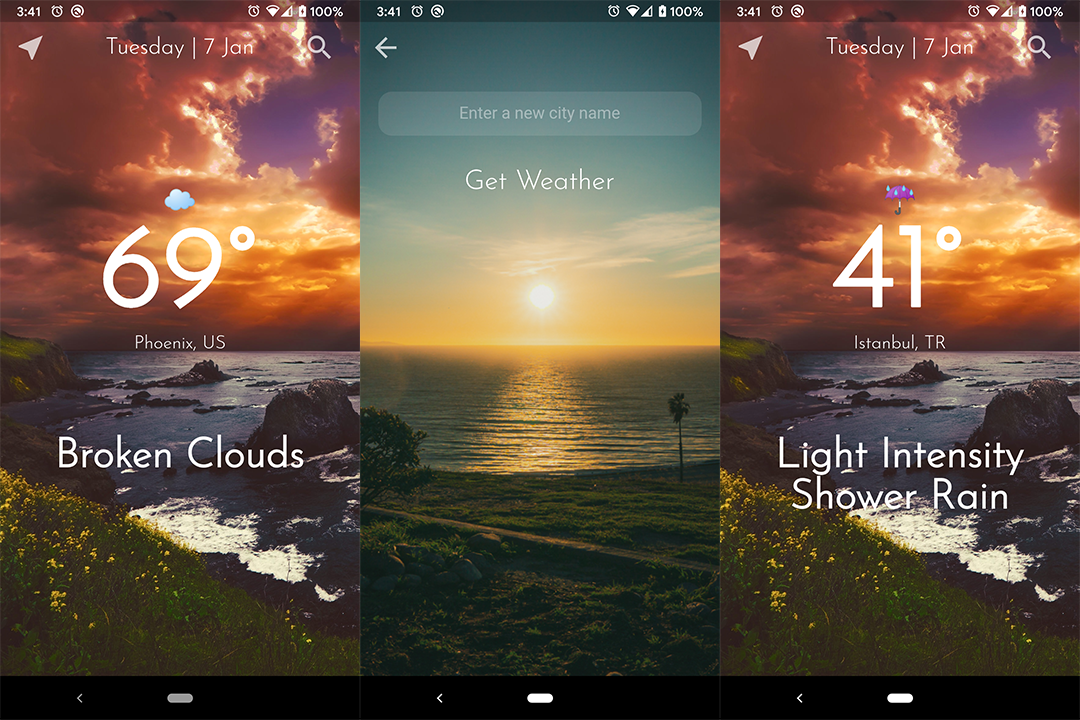 3:41
100%
Tuesday | 7 Jan
69°
Phoenix, US
Broken Clouds
3:41
100%
Enter a new city name
Get Weather
3:41
100%
Tuesday | 7 Jan
41°
Istanbul, TR
Light Intensity
Shower Rain